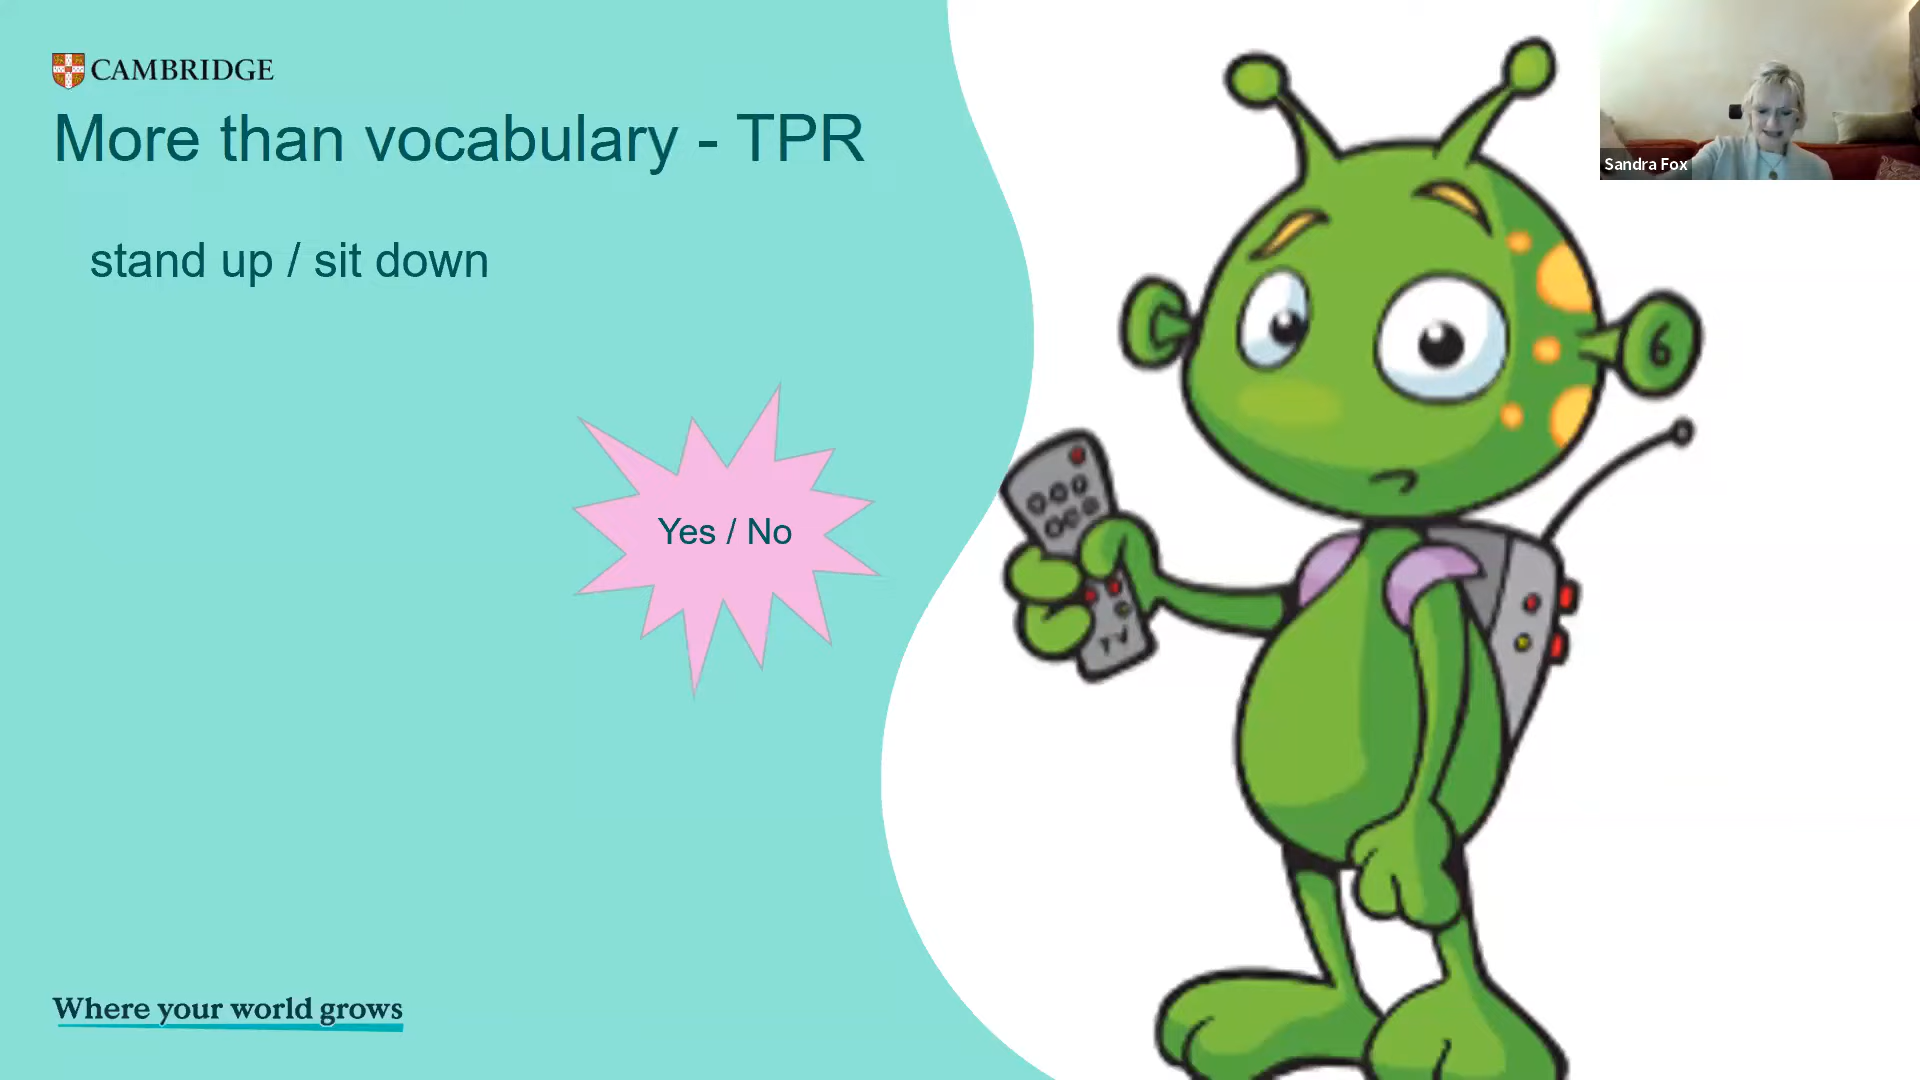 CAMBRIDGE
More than vocabulary - TPR
stand up / sit down
Yes / No
TV
Where your world grows
Sandra Fox